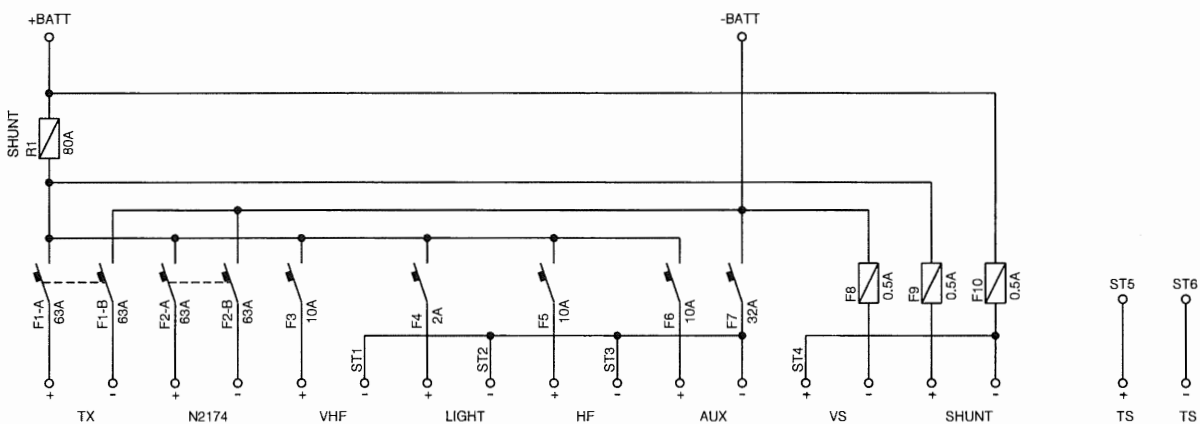 +BATT
-BATT
SHUNT
R1
80A
F1-A
63A
F1-B
63A
F2-A
63A
F2-B
63A
F3
10A
ST1
F4
2A
ST2
F5
10A
ST3
F6
10A
F7
32A
ST4
F8
0.5A
F9
0.5A
F10
0.5A
ST5
ST6
+ - + - + - + - + - + - + - + - + -
TX N2174 VHF LIGHT HF AUX VS SHUNT TS TS